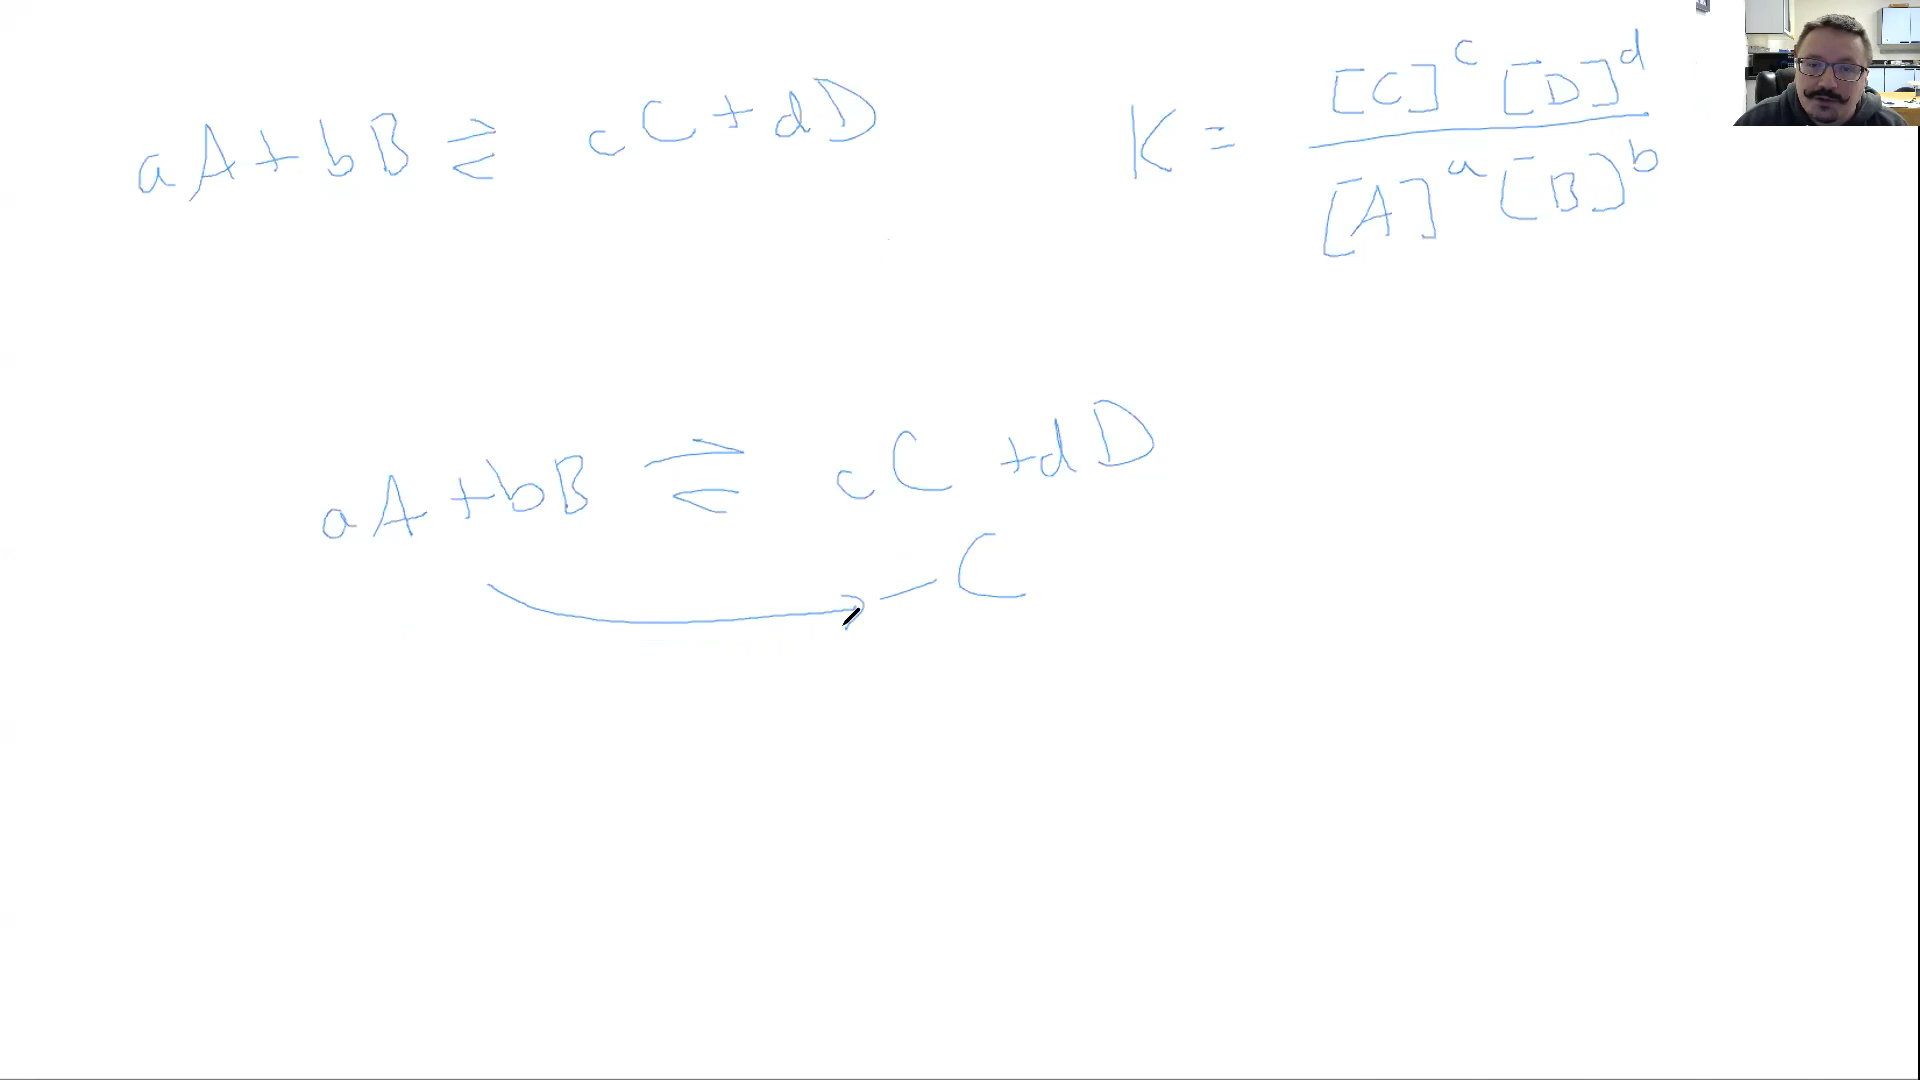 aA + bB ⇌ cC + dD
K = [C]^c [D]^d / [A]^a [B]^b
aA + bB ⇌ cC + dD
- C